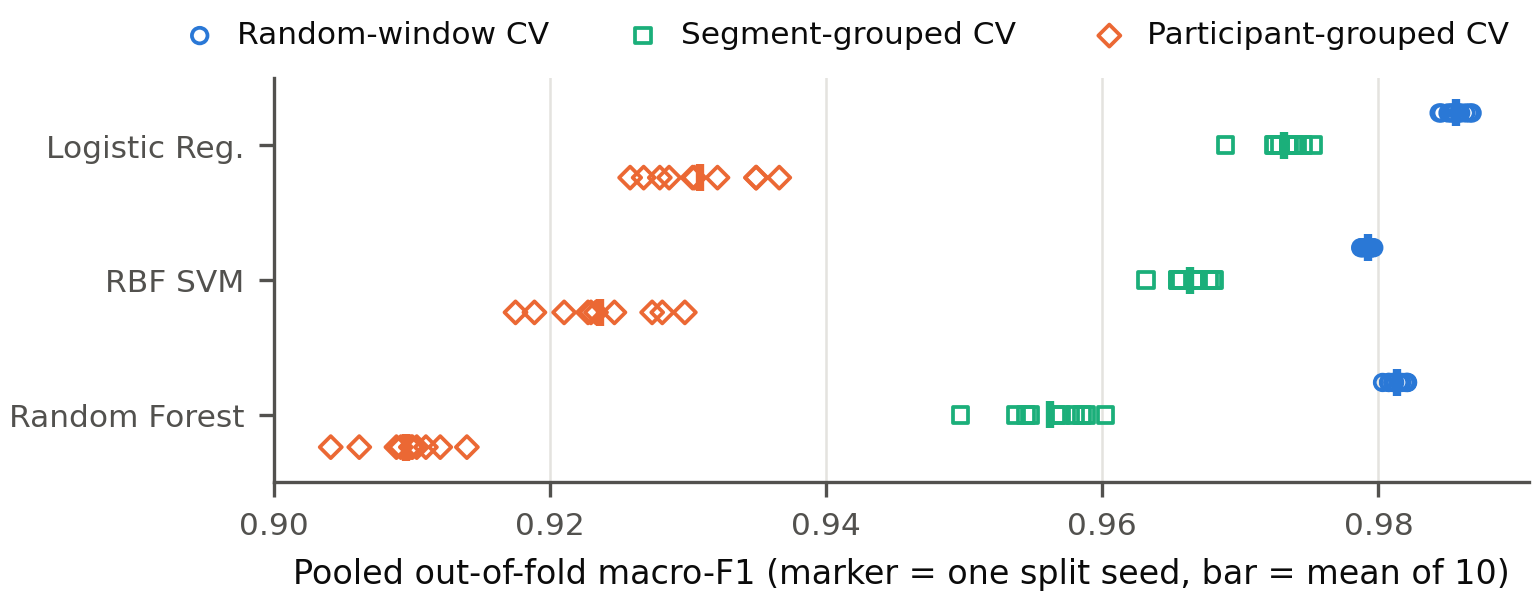 Random-window CV Segment-grouped CV Participant-grouped CV
Logistic Reg.
RBF SVM
Random Forest
0.90 0.92 0.94 0.96 0.98
Pooled out-of-fold macro-F1 (marker = one split seed, bar = mean of 10)